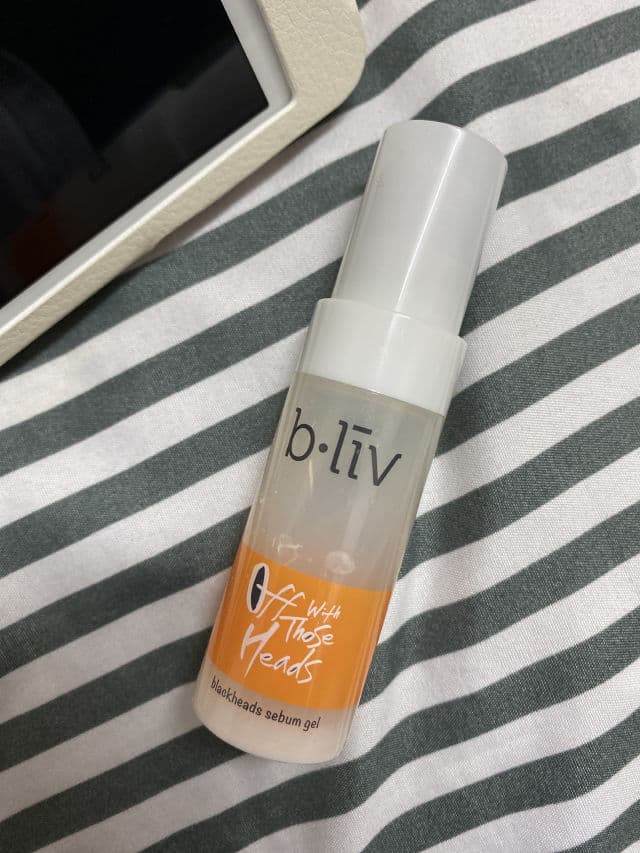 b·līv
Off With
Those
Heads
blackheads sebum gel